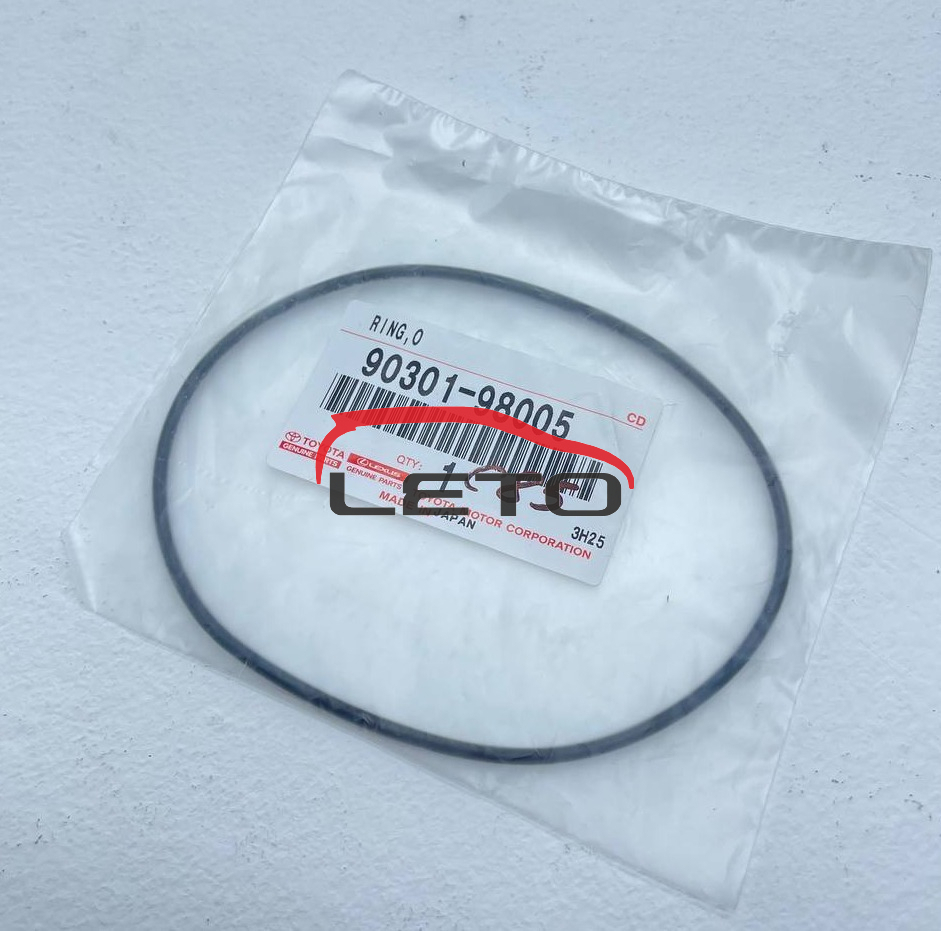 RING,O
90301-98005
CD
TOYOTA
GENUINE PARTS
LEXUS
GENUINE PARTS
QTY:
1
LETO
TOYOTA MOTOR CORPORATION
MADE IN JAPAN
3H25